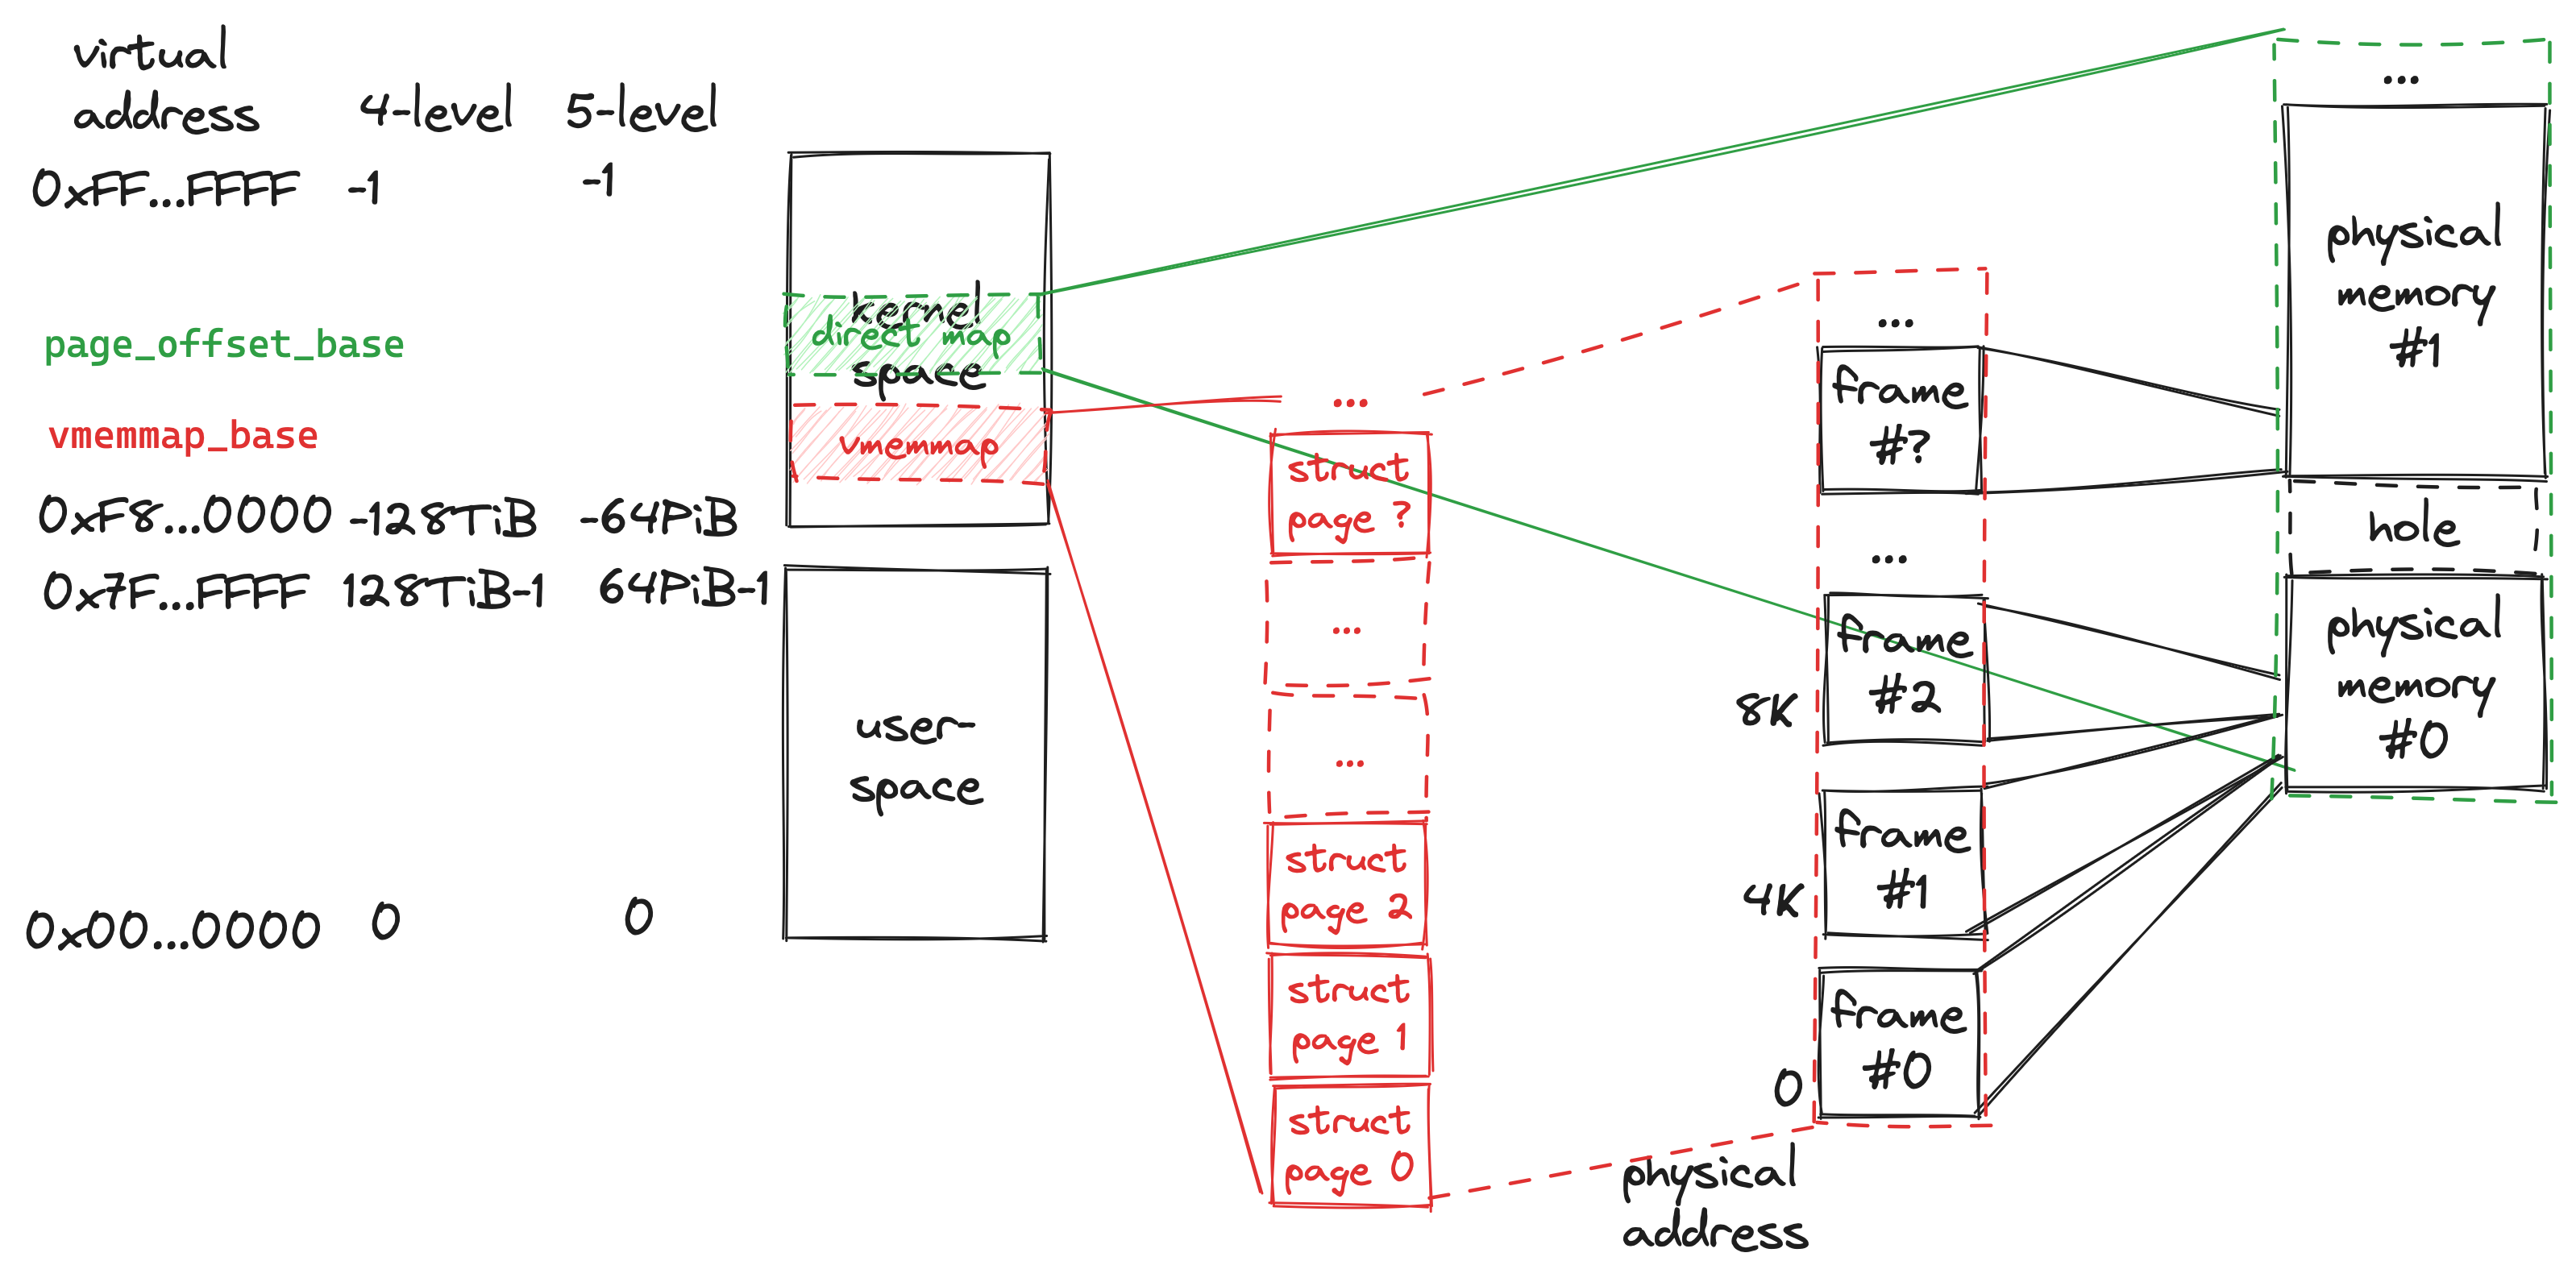 virtual
address
4-level
5-level
0xFF...FFFF
-1
-1
page_offset_base
vmemmap_base
0xF8...0000
-128TiB
-64PiB
0x7F...FFFF
128TiB-1
64PiB-1
0x00...0000
0
0
kernel
direct map
space
vmemmap
user-
space
...
struct
page ?
...
...
struct
page 2
struct
page 1
struct
page 0
...
frame
#?
...
frame
#2
8K
frame
#1
4K
frame
#0
0
physical
address
...
physical
memory
#1
hole
physical
memory
#0